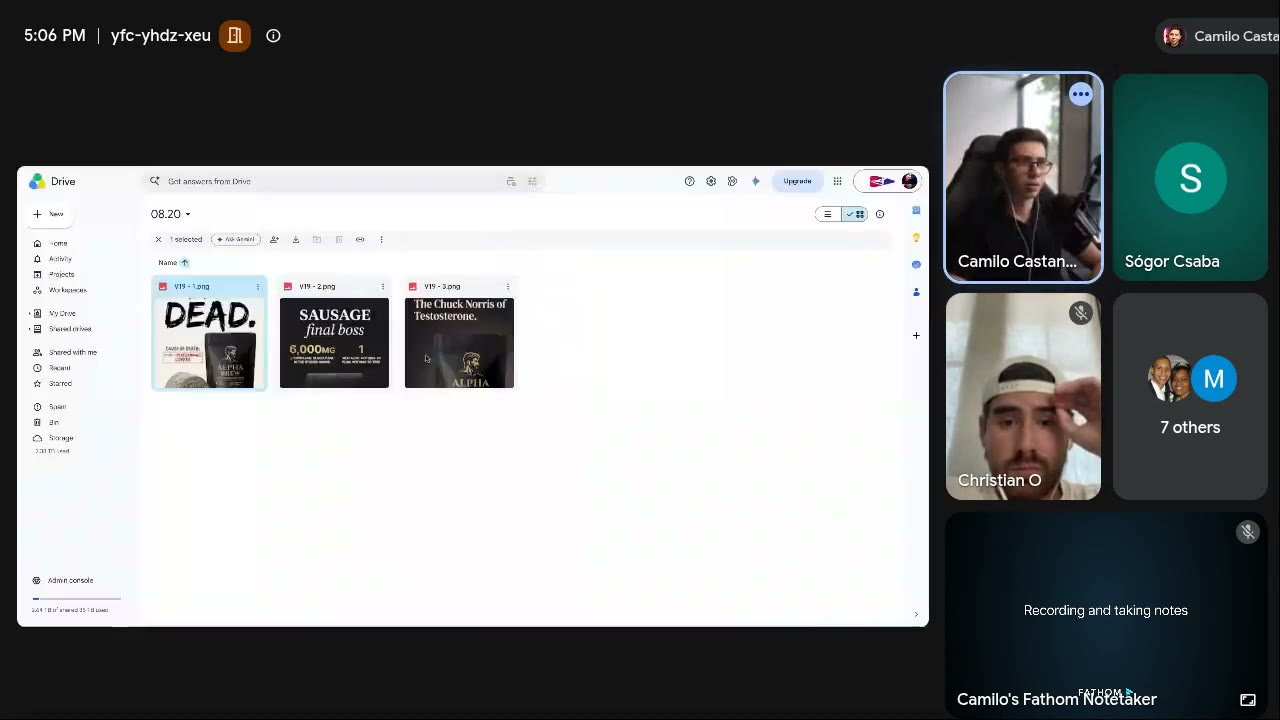 5:06 PM | yfc-yhdz-xeu
Camilo Casta
Drive
Get answers from Drive
Upgrade
New
08.20
1 selected
Ask Gemini
Name
Home
Activity
Projects
Workspaces
My Drive
Shared drives
Shared with me
Recent
Starred
Spam
Bin
Storage
Admin console
V19 - 1.png
V19 - 2.png
V19 - 3.png
DEAD.
CAUSE OF DEATH:
ALPHA
BREW
SAUSAGE
final boss
6,000MG
1
The Chuck Norris of
Testosterone.
ALPHA
Camilo Castan...
S
Sógor Csaba
Christian O
M
7 others
Recording and taking notes
FATHOM
Camilo's Fathom Notetaker